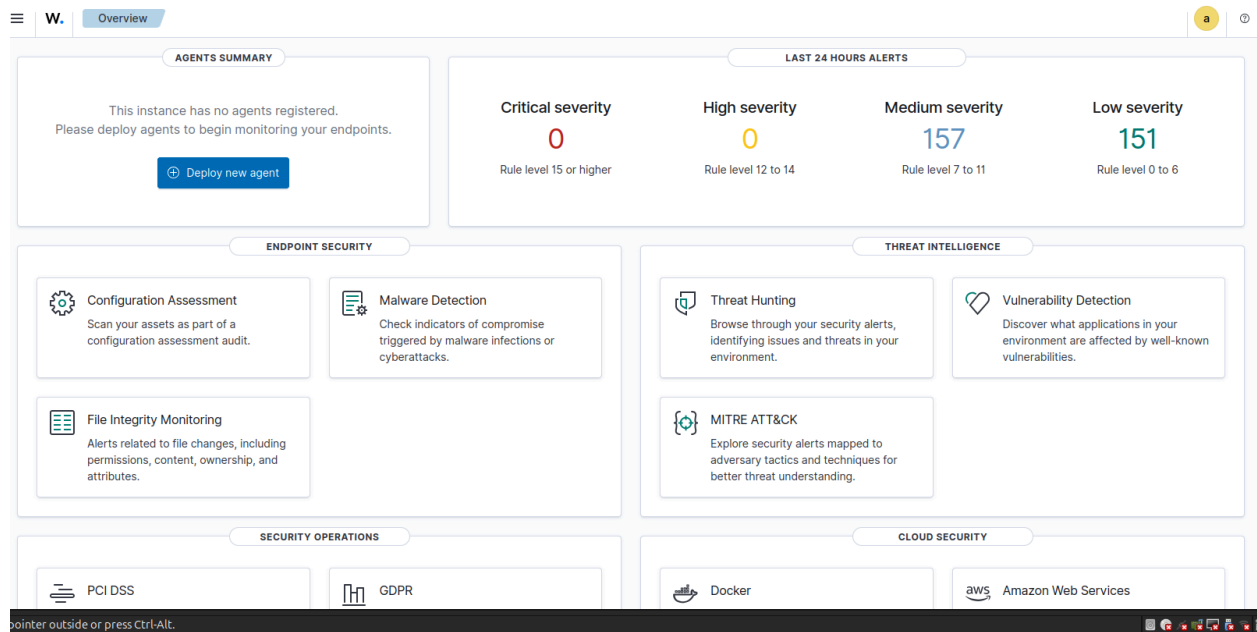 W. Overview a
AGENTS SUMMARY
This instance has no agents registered.
Please deploy agents to begin monitoring your endpoints.
Deploy new agent
LAST 24 HOURS ALERTS
Critical severity
0
Rule level 15 or higher
High severity
0
Rule level 12 to 14
Medium severity
157
Rule level 7 to 11
Low severity
151
Rule level 0 to 6
ENDPOINT SECURITY
Configuration Assessment
Scan your assets as part of a
configuration assessment audit.
Malware Detection
Check indicators of compromise
triggered by malware infections or
cyberattacks.
File Integrity Monitoring
Alerts related to file changes, including
permissions, content, ownership, and
attributes.
THREAT INTELLIGENCE
Threat Hunting
Browse through your security alerts,
identifying issues and threats in your
environment.
Vulnerability Detection
Discover what applications in your
environment are affected by well-known
vulnerabilities.
MITRE ATT&CK
Explore security alerts mapped to
adversary tactics and techniques for
better threat understanding.
SECURITY OPERATIONS
PCI DSS
GDPR
CLOUD SECURITY
Docker
aws Amazon Web Services
pointer outside or press Ctrl-Alt.